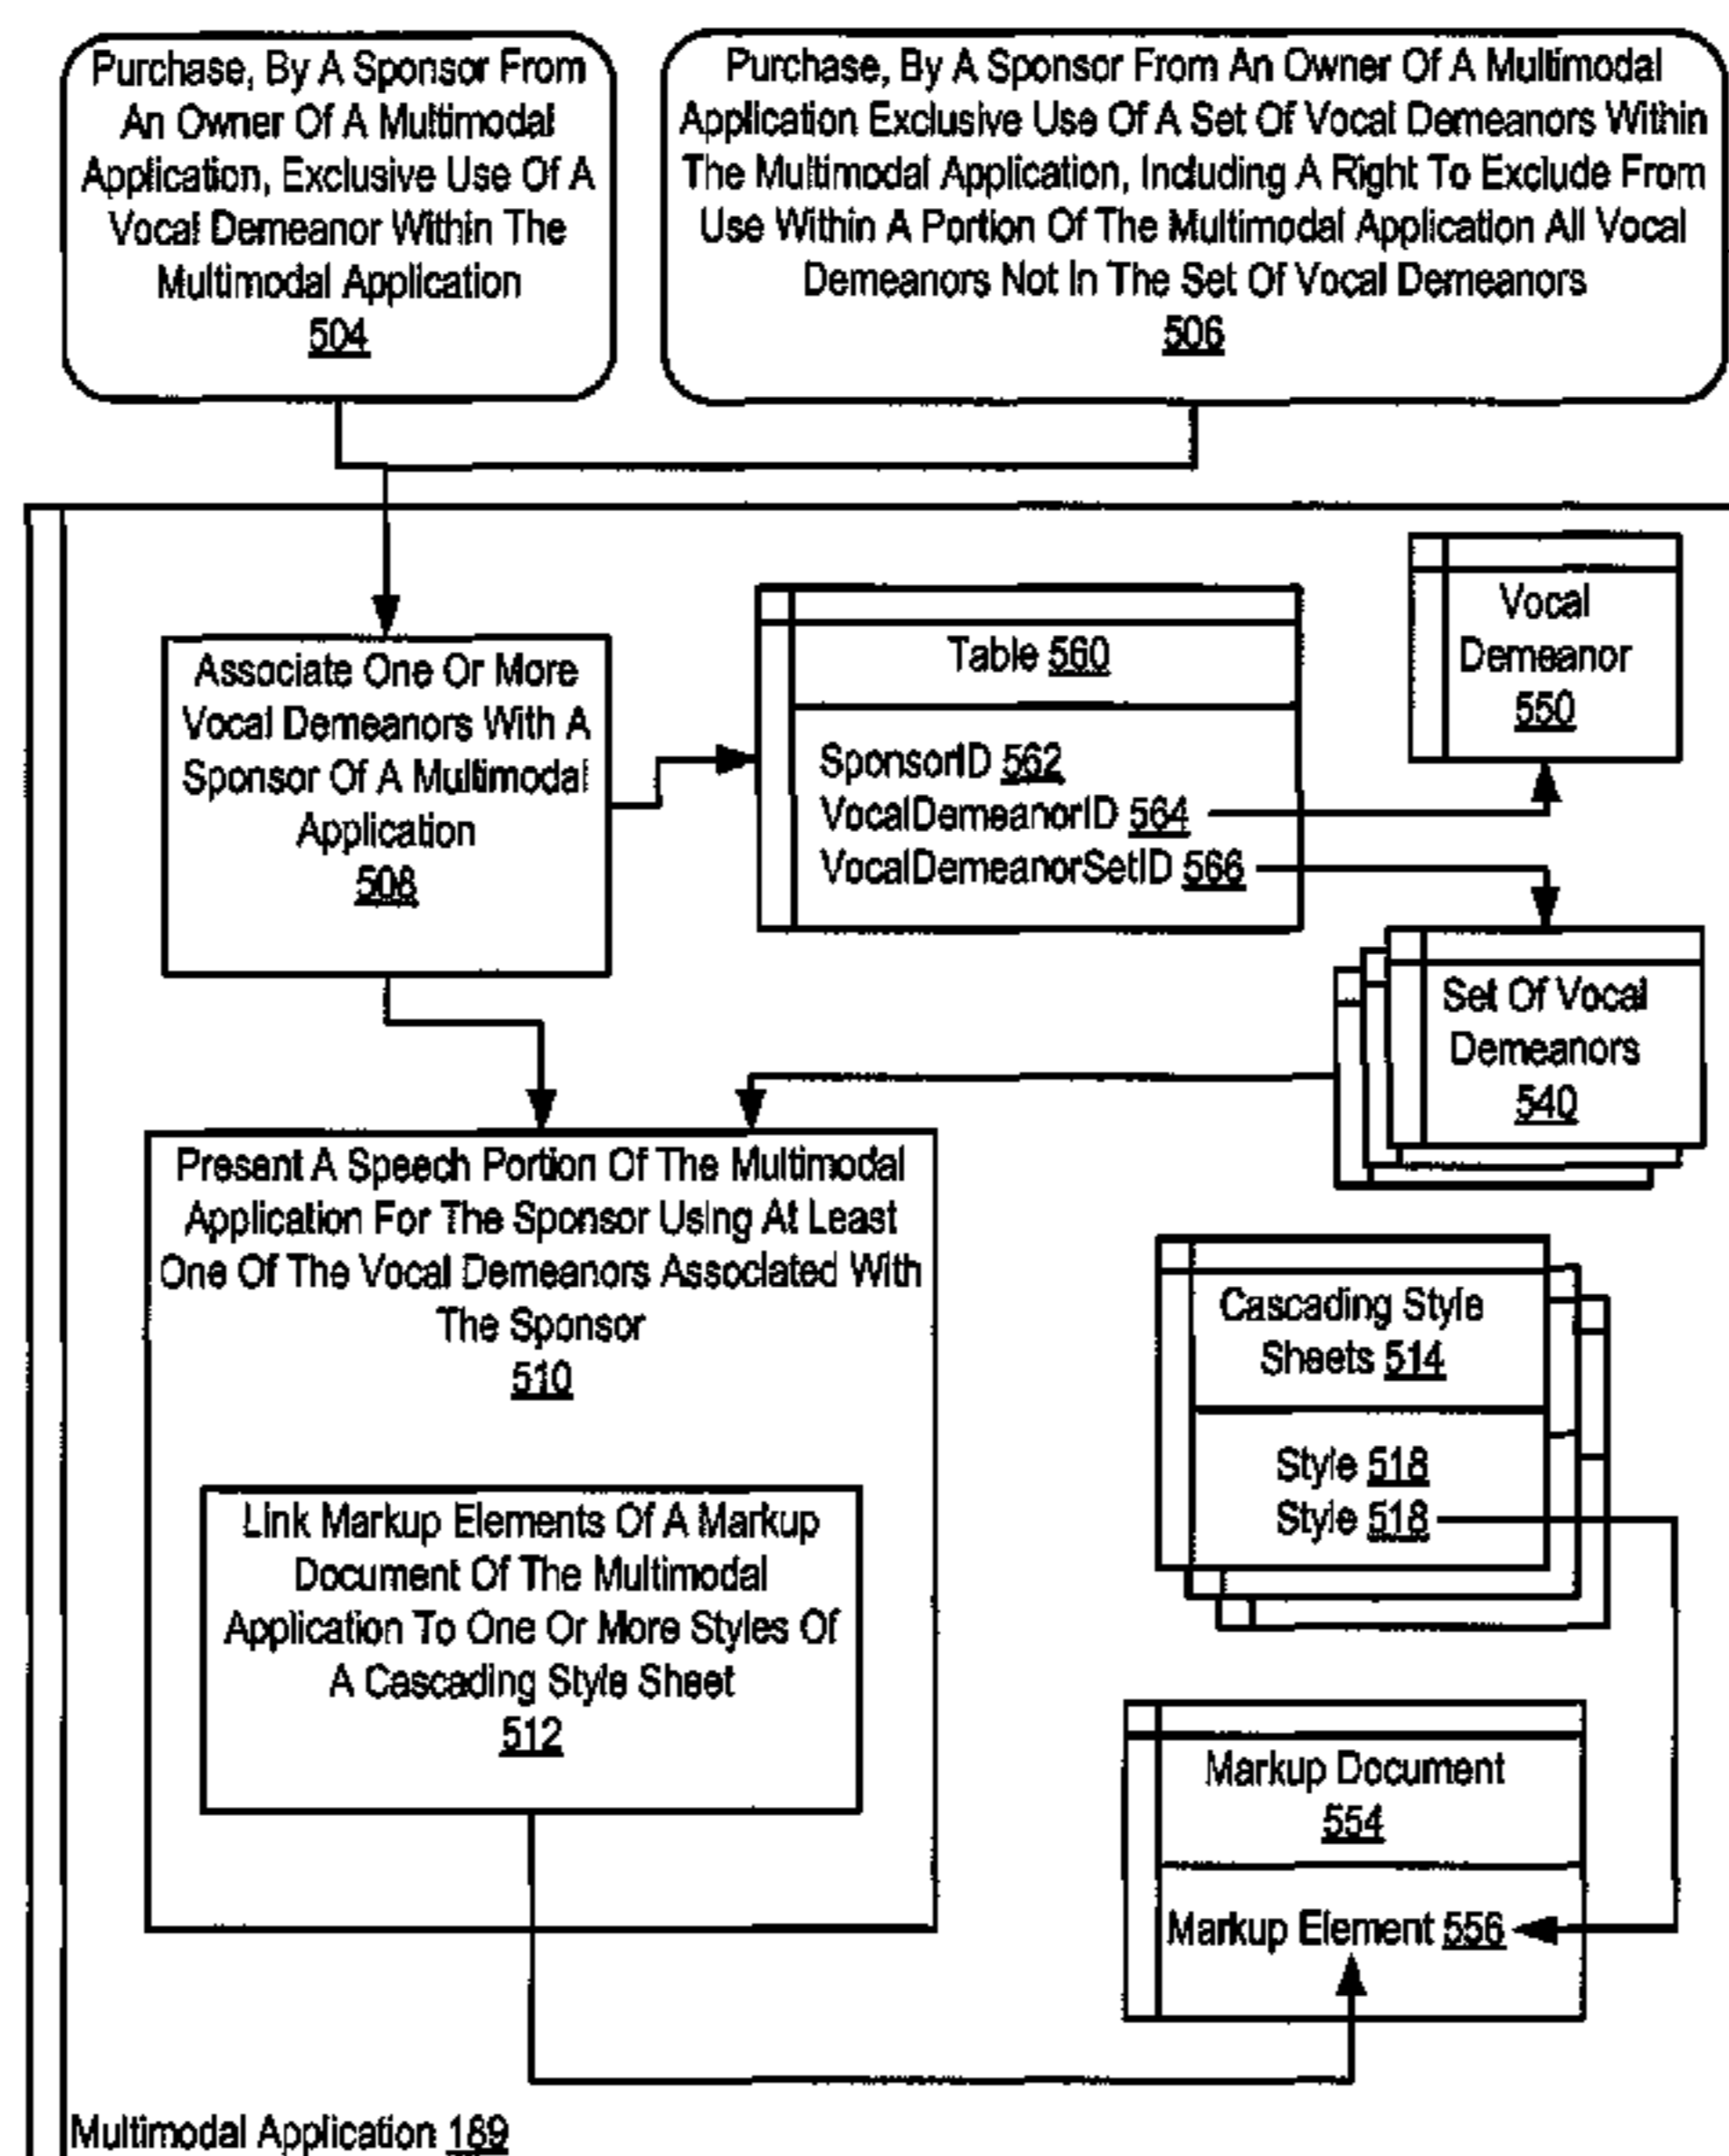 Purchase, By A Sponsor From
An Owner Of A Multimodal
Application, Exclusive Use Of A
Vocal Demeanor Within The
Multimodal Application
504
Purchase, By A Sponsor From An Owner Of A Multimodal
Application Exclusive Use Of A Set Of Vocal Demeanors Within
The Multimodal Application, Including A Right To Exclude From
Use Within A Portion Of The Multimodal Application All Vocal
Demeanors Not In The Set Of Vocal Demeanors
506
Associate One Or More
Vocal Demeanors With A
Sponsor Of A Multimodal
Application
508
Table 560
SponsorID 562
VocalDemeanorID 564
VocalDemeanorSetID 566
Vocal
Demeanor
550
Set Of Vocal
Demeanors
540
Present A Speech Portion Of The Multimodal
Application For The Sponsor Using At Least
One Of The Vocal Demeanors Associated With
The Sponsor
510
Link Markup Elements Of A Markup
Document Of The Multimodal
Application To One Or More Styles Of
A Cascading Style Sheet
512
Cascading Style
Sheets 514
Style 518
Style 518
Markup Document
554
Markup Element 556
Multimodal Application 189